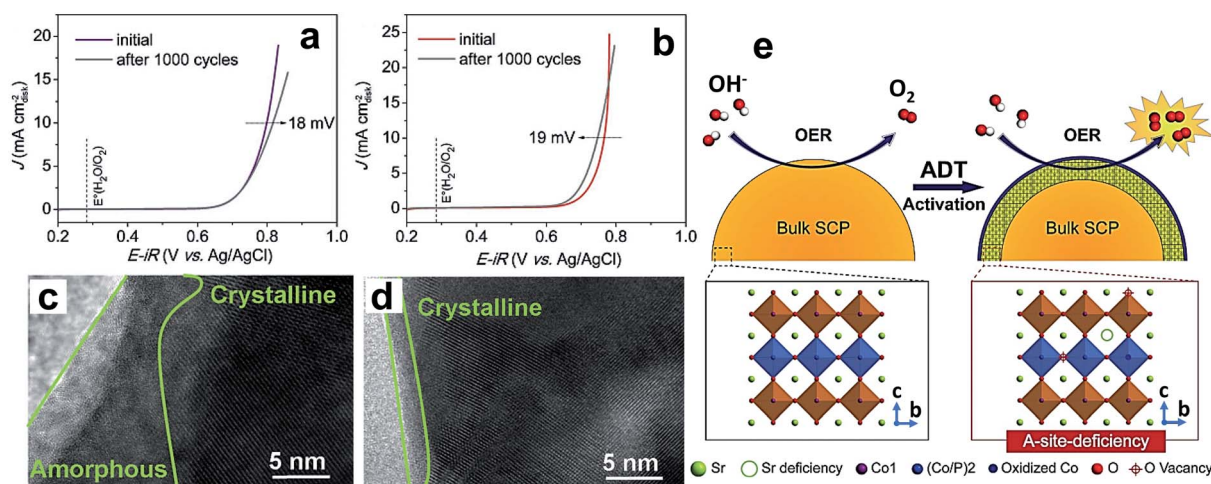 a
initial
after 1000 cycles
18 mV
E°(H₂O/O₂)
J (mA cm⁻²disk)
20
15
10
5
0
0.2 0.4 0.6 0.8 1.0
E-iR (V vs. Ag/AgCl)
b
initial
after 1000 cycles
19 mV
E°(H₂O/O₂)
J (mA cm⁻²disk)
25
20
15
10
5
0
0.2 0.4 0.6 0.8 1.0
E-iR (V vs. Ag/AgCl)
c
Crystalline
Amorphous
5 nm
d
Crystalline
5 nm
e
OH⁻
O₂
OER
OER
ADT
Activation
Bulk SCP
Bulk SCP
c
b
c
b
A-site-deficiency
Sr Sr deficiency Co1 (Co/P)2 Oxidized Co O O Vacancy